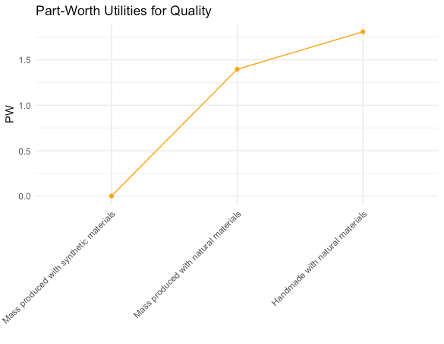 Part-Worth Utilities for Quality
PW
1.5
1.0
0.5
0.0
Mass produced with synthetic materials
Mass produced with natural materials
Handmade with natural materials